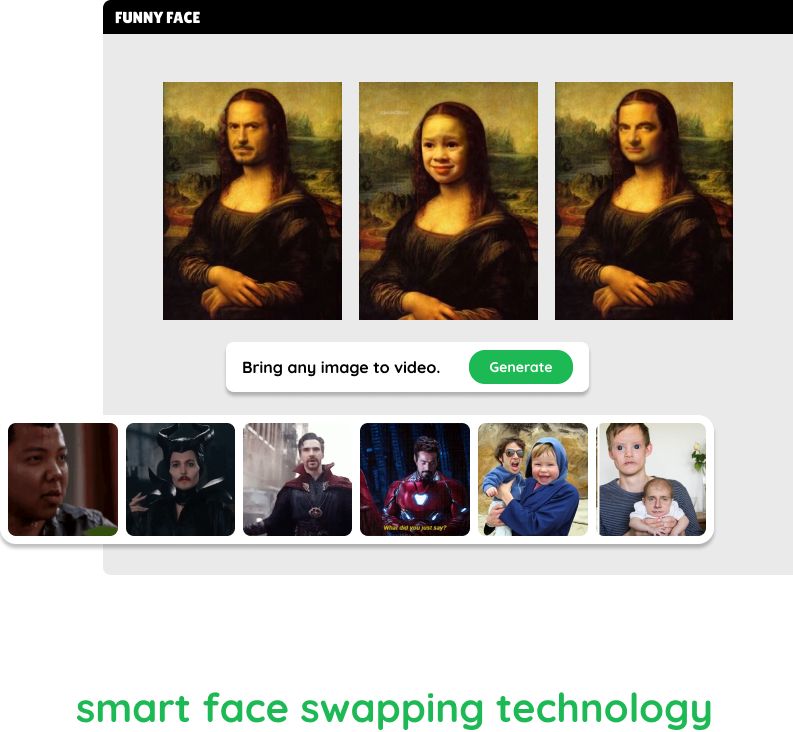 FUNNY FACE
Bring any image to video.
Generate
What did you just say?
smart face swapping technology